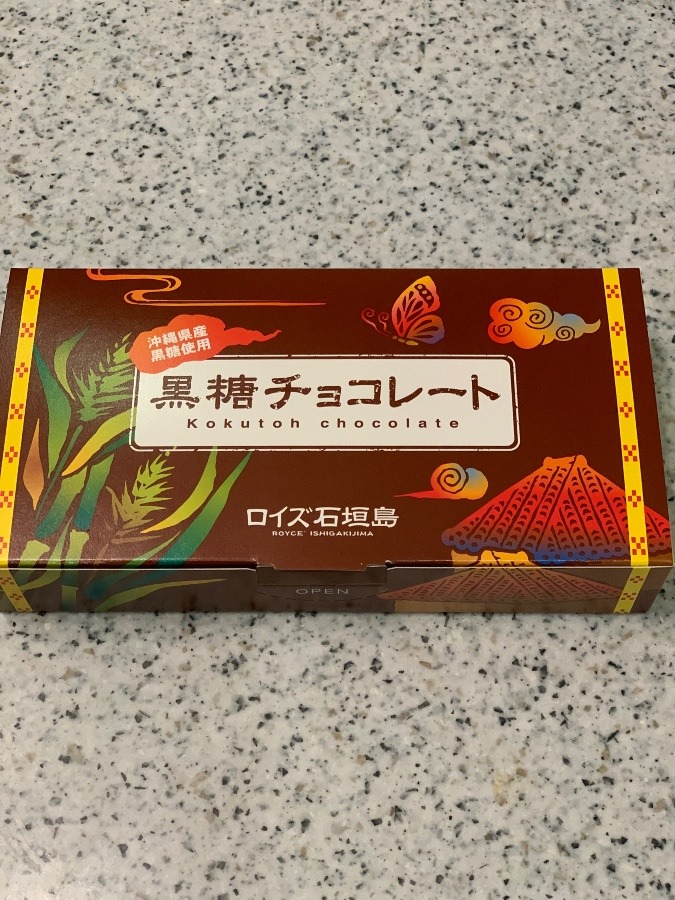 沖縄県産
黒糖使用
黒糖チョコレート
Kokutoh chocolate
ロイズ石垣島
ROYCE' ISHIGAKIJIMA
OPEN